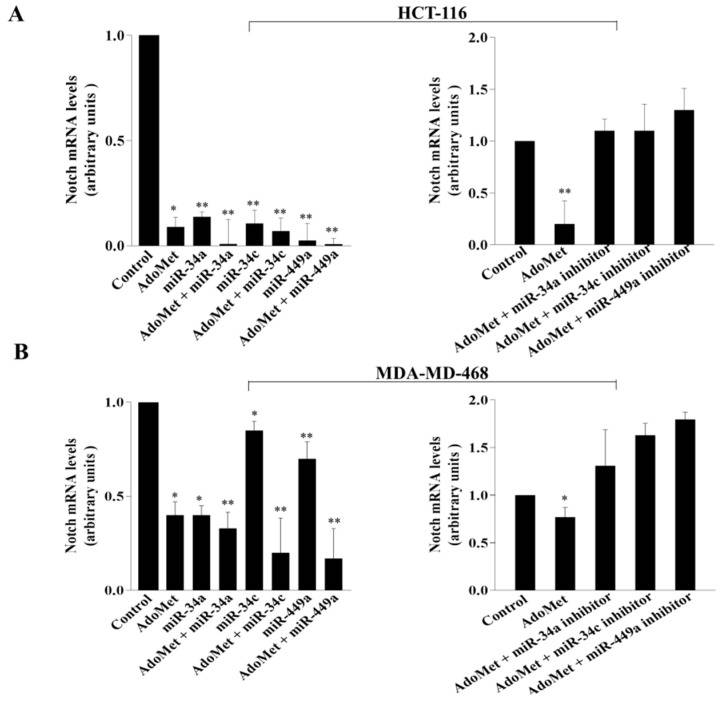 A
HCT-116
Notch mRNA levels
(arbitrary units )
1.0
0.5
0.0
*
**
**
**
**
**
**
Control
AdoMet
miR-34a
AdoMet + miR-34a
miR-34c
AdoMet + miR-34c
miR-449a
AdoMet + miR-449a
Notch mRNA levels
(arbitrary units )
2.0
1.5
1.0
0.5
0.0
**
Control
AdoMet
AdoMet + miR-34a inhibitor
AdoMet + miR-34c inhibitor
AdoMet + miR-449a inhibitor
B
MDA-MD-468
Notch mRNA levels
(arbitrary units )
1.0
0.5
0.0
*
*
**
*
**
**
**
Control
AdoMet
miR-34a
AdoMet + miR-34a
miR-34c
AdoMet + miR-34c
miR-449a
AdoMet + miR-449a
Notch mRNA levels
(arbitrary units )
2.0
1.5
1.0
0.5
0.0
*
Control
AdoMet
AdoMet + miR-34a inhibitor
AdoMet + miR-34c inhibitor
AdoMet + miR-449a inhibitor